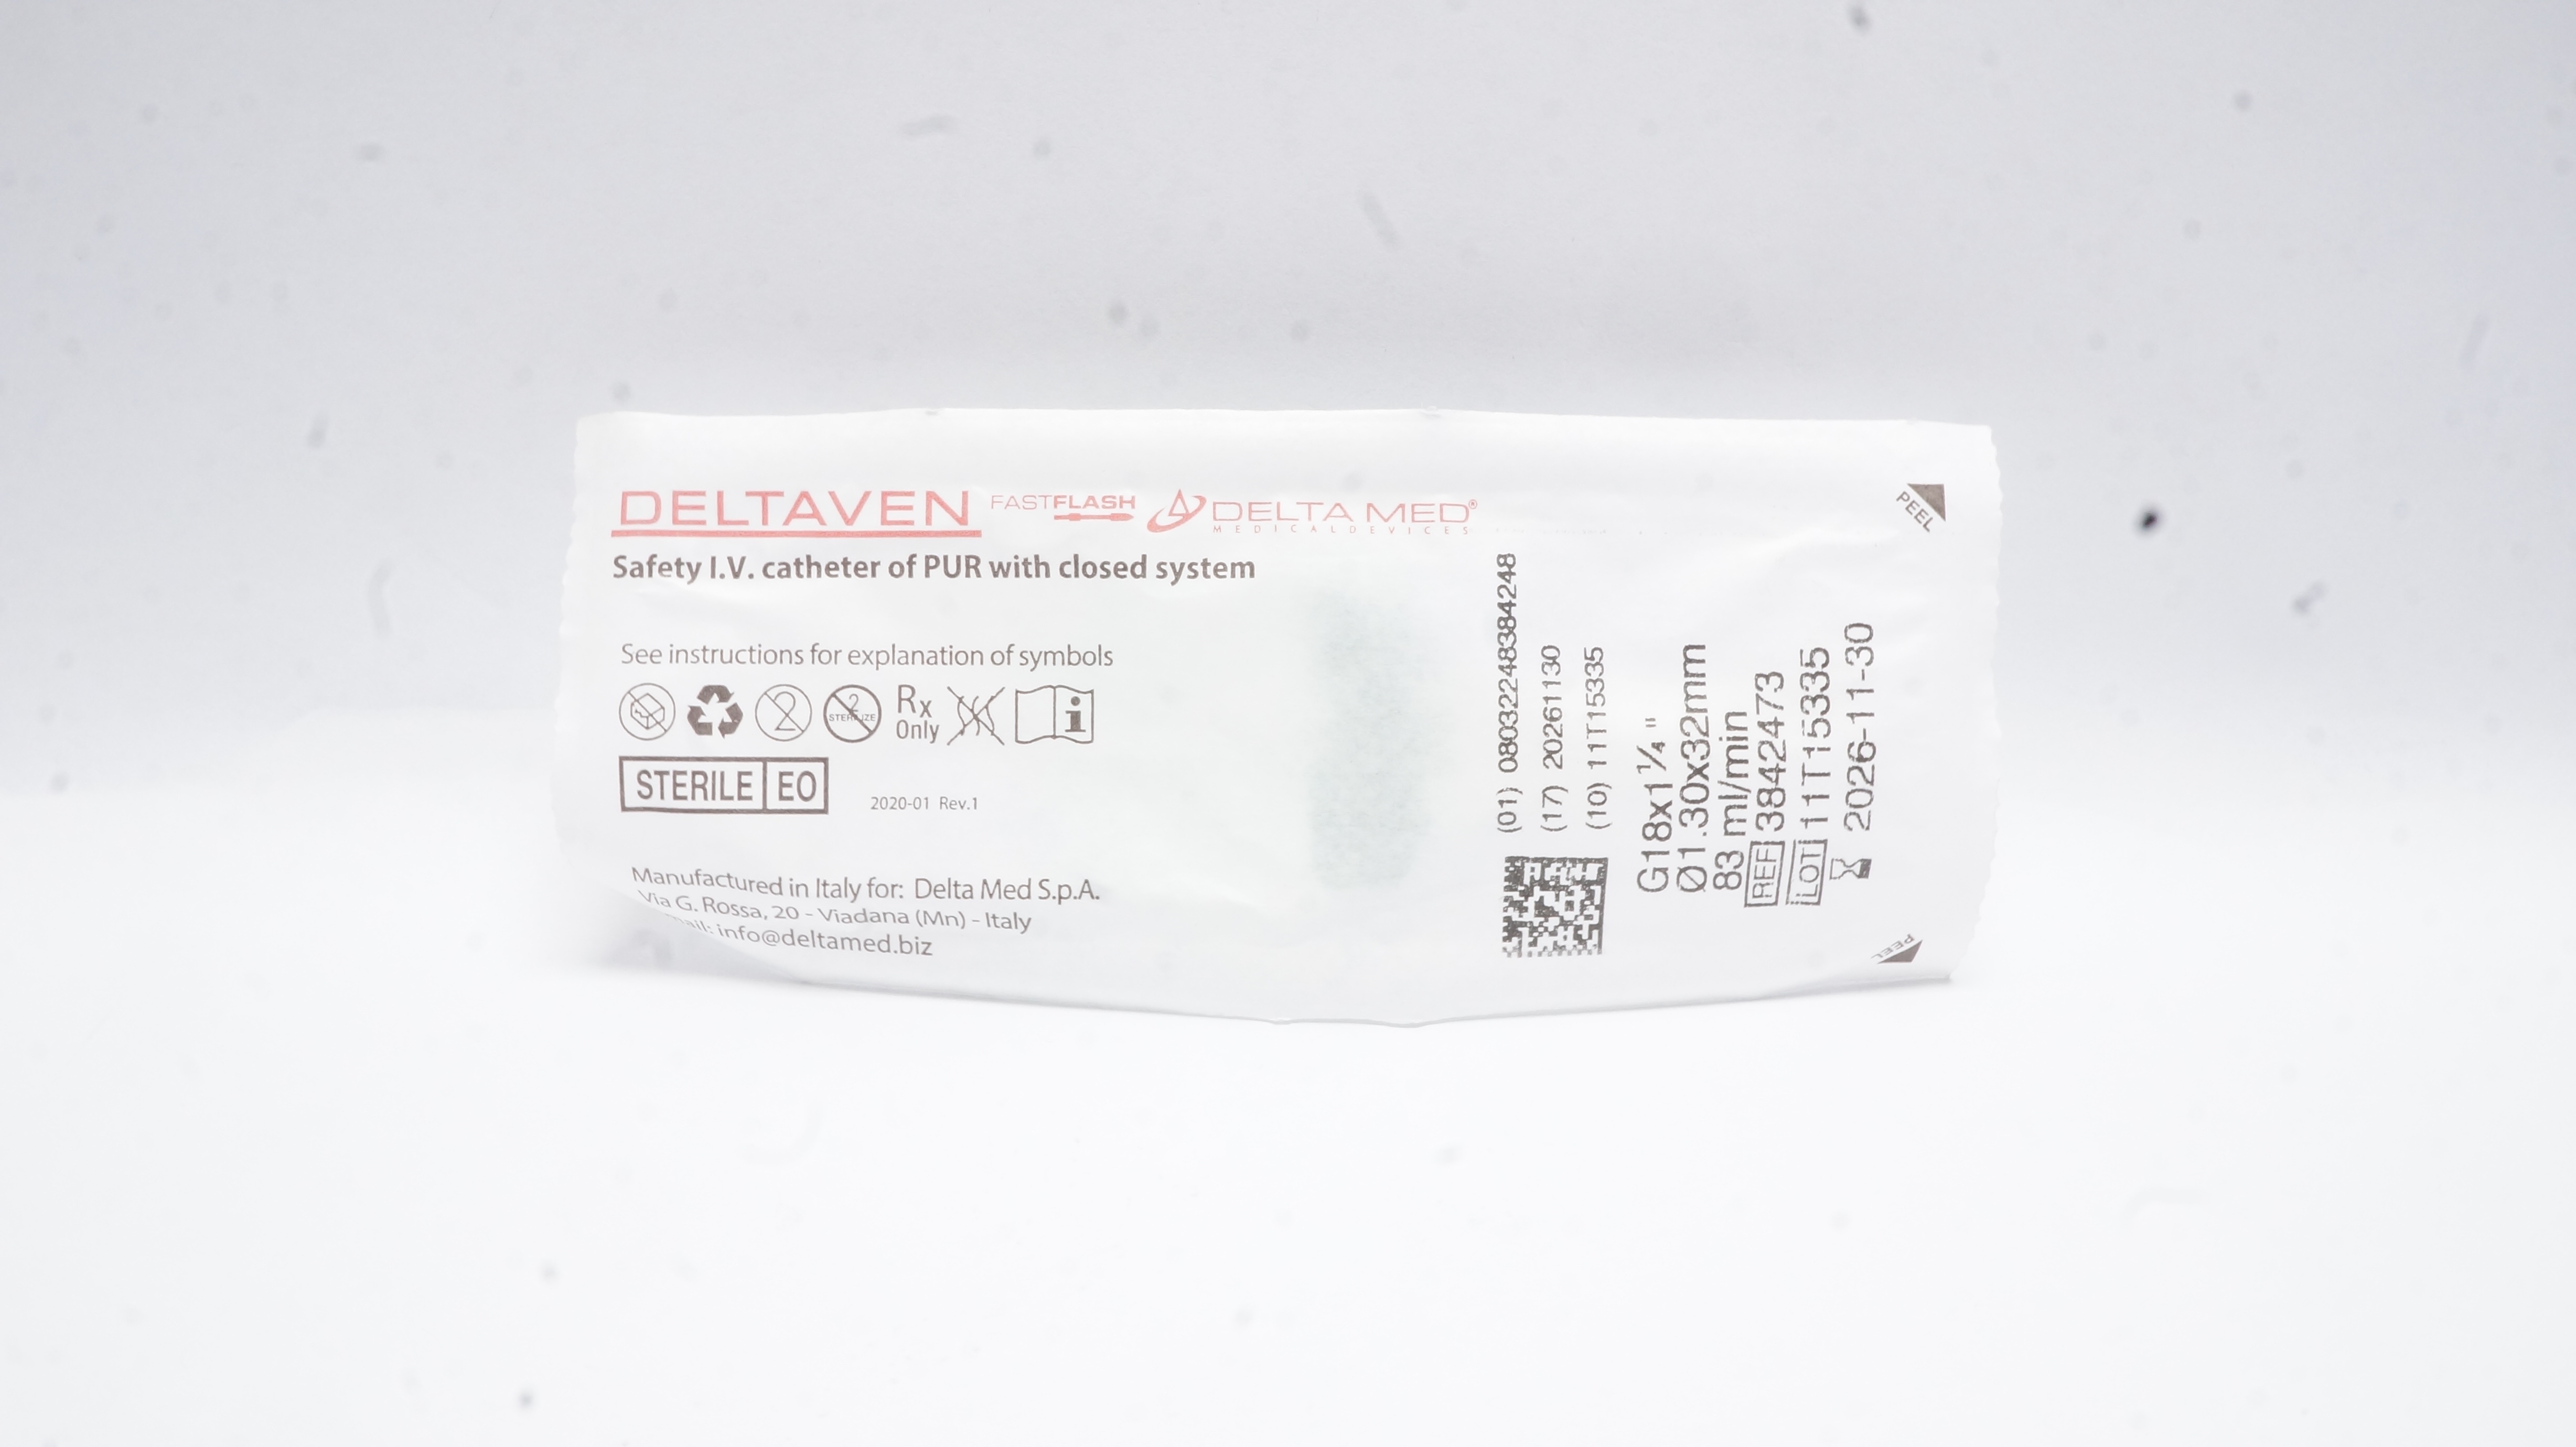 DELTAVEN FASTFLASH DELTA MED®
MEDICAL DEVICES
Safety I.V. catheter of PUR with closed system
See instructions for explanation of symbols
2
2
STERILIZE
Rx
Only
STERILE EO
2020-01 Rev.1
Manufactured in Italy for: Delta Med S.p.A.
Via G. Rossa, 20 - Viadana (Mn) - Italy
info@deltamed.biz
(01) 08032248384248
(17) 20261130
(10) 11T15335
G18x1¼"
Ø1.30x32mm
83 ml/min
REF 3842473
LOT 11T15335
2026-11-30
PEEL
PEEL